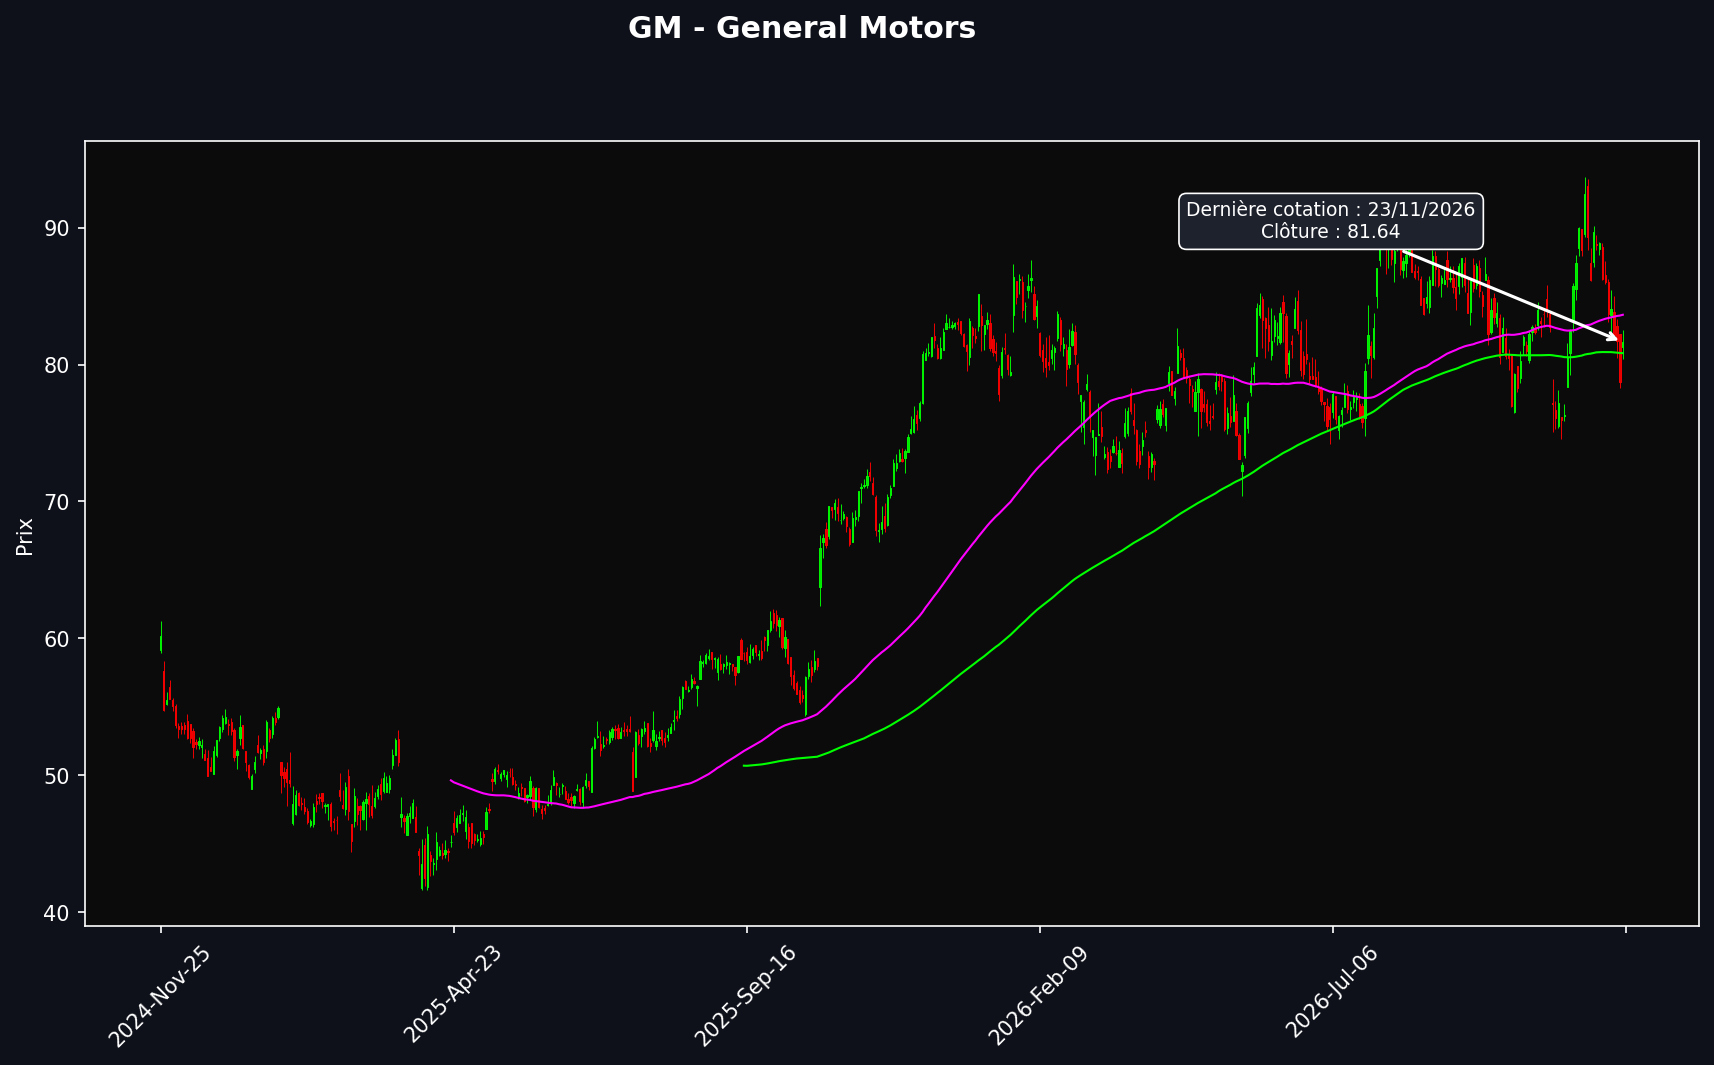 GM - General Motors
Dernière cotation : 23/11/2026
Clôture : 81.64
Prix
90
80
70
60
50
40
2024-Nov-25
2025-Apr-23
2025-Sep-16
2026-Feb-09
2026-Jul-06